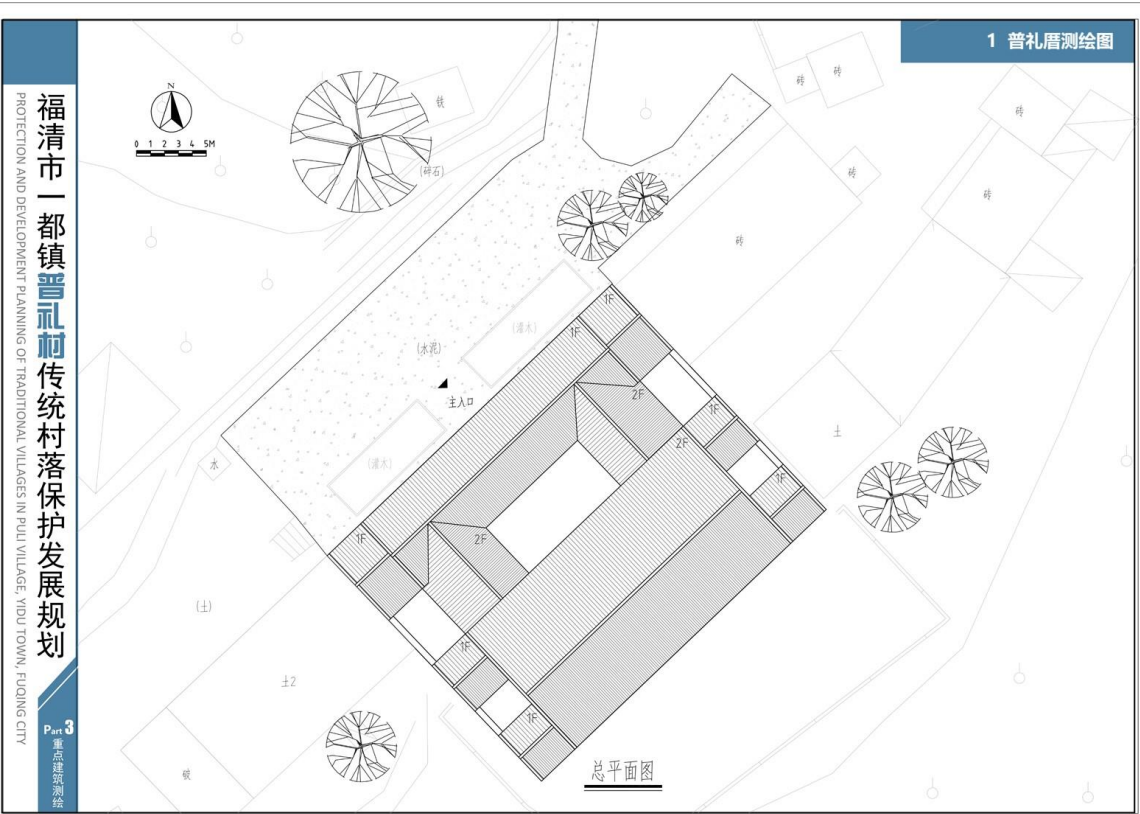 1 普礼厝测绘图
福清市一都镇普礼村传统村落保护发展规划
PROTECTION AND DEVELOPMENT PLANNING OF TRADITIONAL VILLAGES IN PULI VILLAGE, YIDU TOWN, FUQING CITY
Part 3
重点建筑测绘
N
0 1 2 3 4 5M
铁
(碎石)
砖
砖
砖
砖
砖
砖
(灌木)
(水泥)
主入口
(灌木)
水
土
(土)
土2
破
1F
1F
2F
1F
2F
1F
1F
2F
1F
1F
总平面图